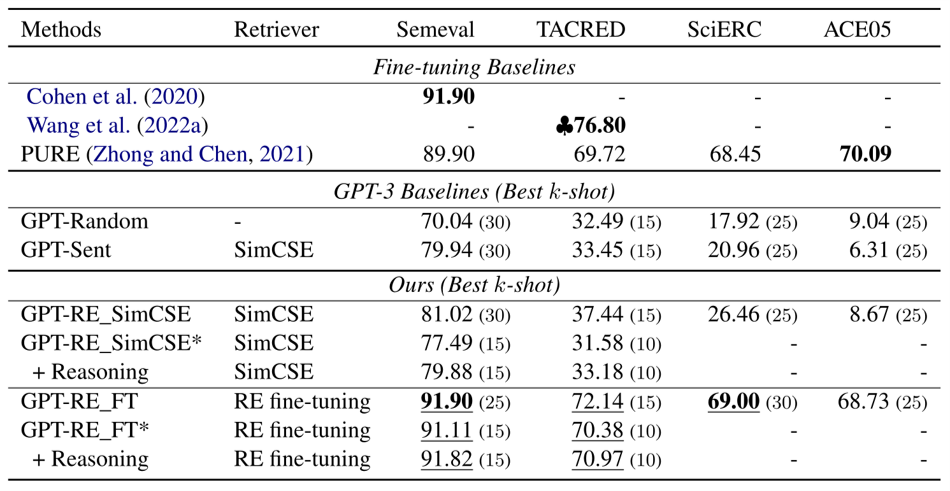 Methods Retriever Semeval TACRED SciERC ACE05
Fine-tuning Baselines
Cohen et al. (2020) 91.90 - - -
Wang et al. (2022a) - ♣76.80 - -
PURE (Zhong and Chen, 2021) 89.90 69.72 68.45 70.09
GPT-3 Baselines (Best k-shot)
GPT-Random - 70.04 (30) 32.49 (15) 17.92 (25) 9.04 (25)
GPT-Sent SimCSE 79.94 (30) 33.45 (15) 20.96 (25) 6.31 (25)
Ours (Best k-shot)
GPT-RE_SimCSE SimCSE 81.02 (30) 37.44 (15) 26.46 (25) 8.67 (25)
GPT-RE_SimCSE* SimCSE 77.49 (15) 31.58 (10) - -
+ Reasoning SimCSE 79.88 (15) 33.18 (10) - -
GPT-RE_FT RE fine-tuning 91.90 (25) 72.14 (15) 69.00 (30) 68.73 (25)
GPT-RE_FT* RE fine-tuning 91.11 (15) 70.38 (10) - -
+ Reasoning RE fine-tuning 91.82 (15) 70.97 (10) - -